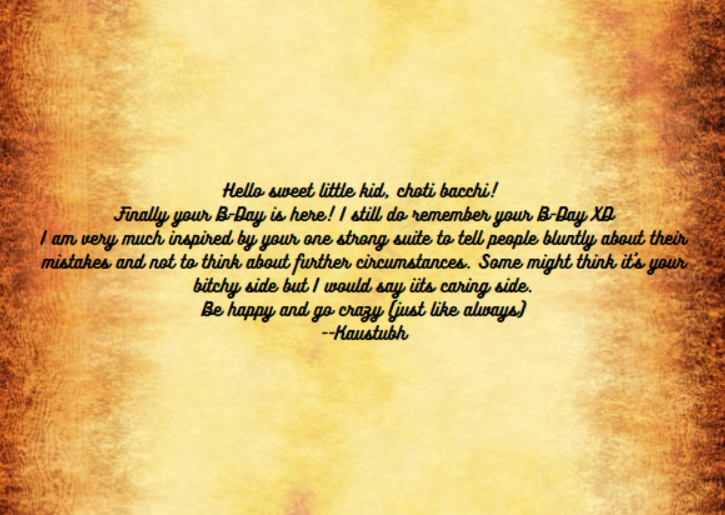 Hello sweet little kid, choti bacchi!
Finally your B-Day is here! I still do remember your B-Day XD
I am very much inspired by your one strong suite to tell people bluntly about their
mistakes and not to think about further circumstances. Some might think it's your
bitchy side but I would say iits caring side.
Be happy and go crazy (just like always)
--Kaustubh